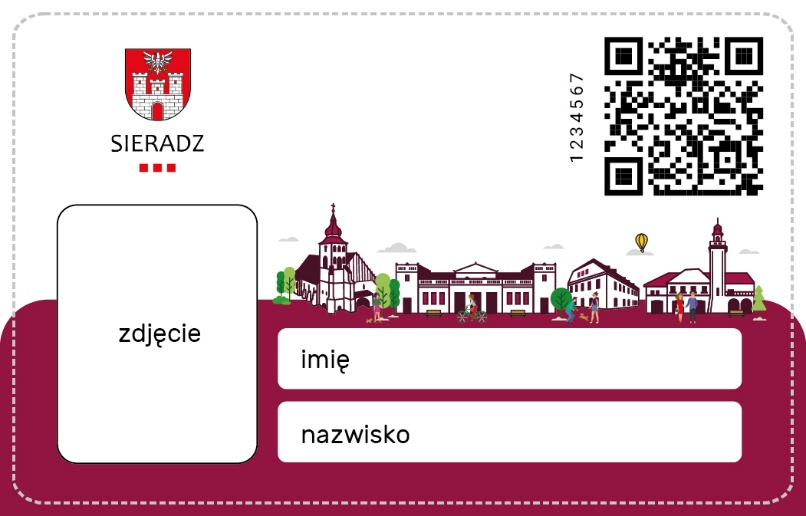 SIERADZ
1234567
zdjęcie
imię
nazwisko